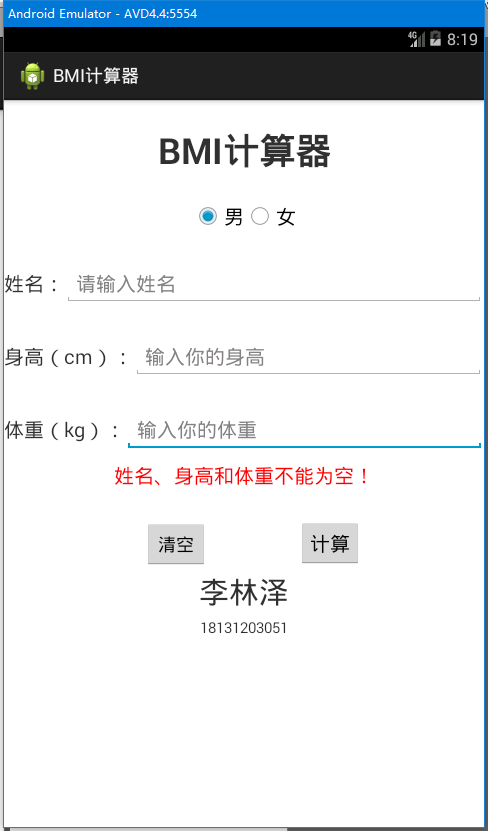 Android Emulator - AVD4.4:5554
4G 8:19
BMI计算器
BMI计算器
男 女
姓名： 请输入姓名
身高（cm）： 输入你的身高
体重（kg）： 输入你的体重
姓名、身高和体重不能为空！
清空 计算
李林泽
18131203051